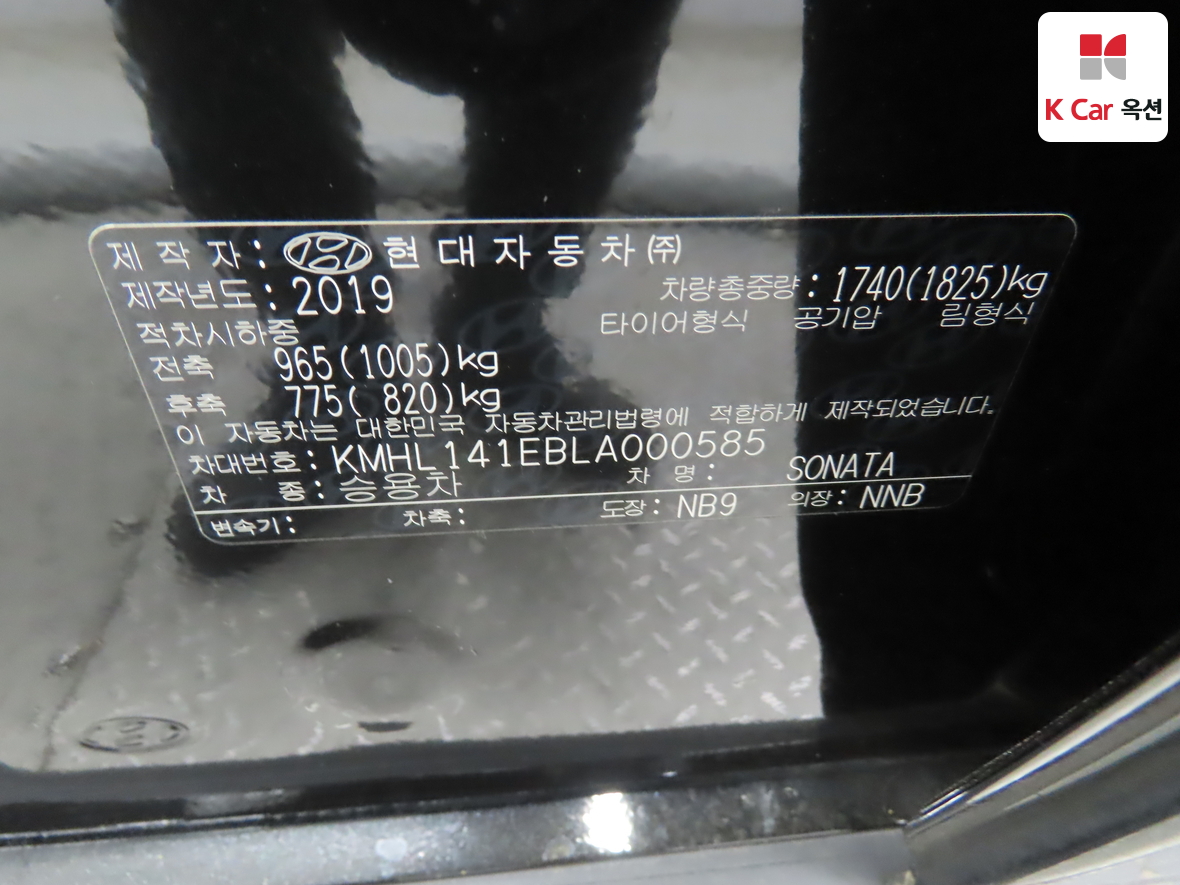 K Car 옥션
제 작 자 : 현 대 자 동 차 ㈜
제작년도 : 2019 차량총중량 : 1740(1825)kg
적차시하중 타이어형식 공기압 림형식
전축 965(1005)kg
후축 775( 820)kg
이 자동차는 대한민국 자동차관리법령에 적합하게 제작되었습니다.
차대번호 : KMHL141EBLA000585
차 종 : 승용차 차 명 : SONATA
변속기 : 차축 : 도장 : NB9 의장 : NNB